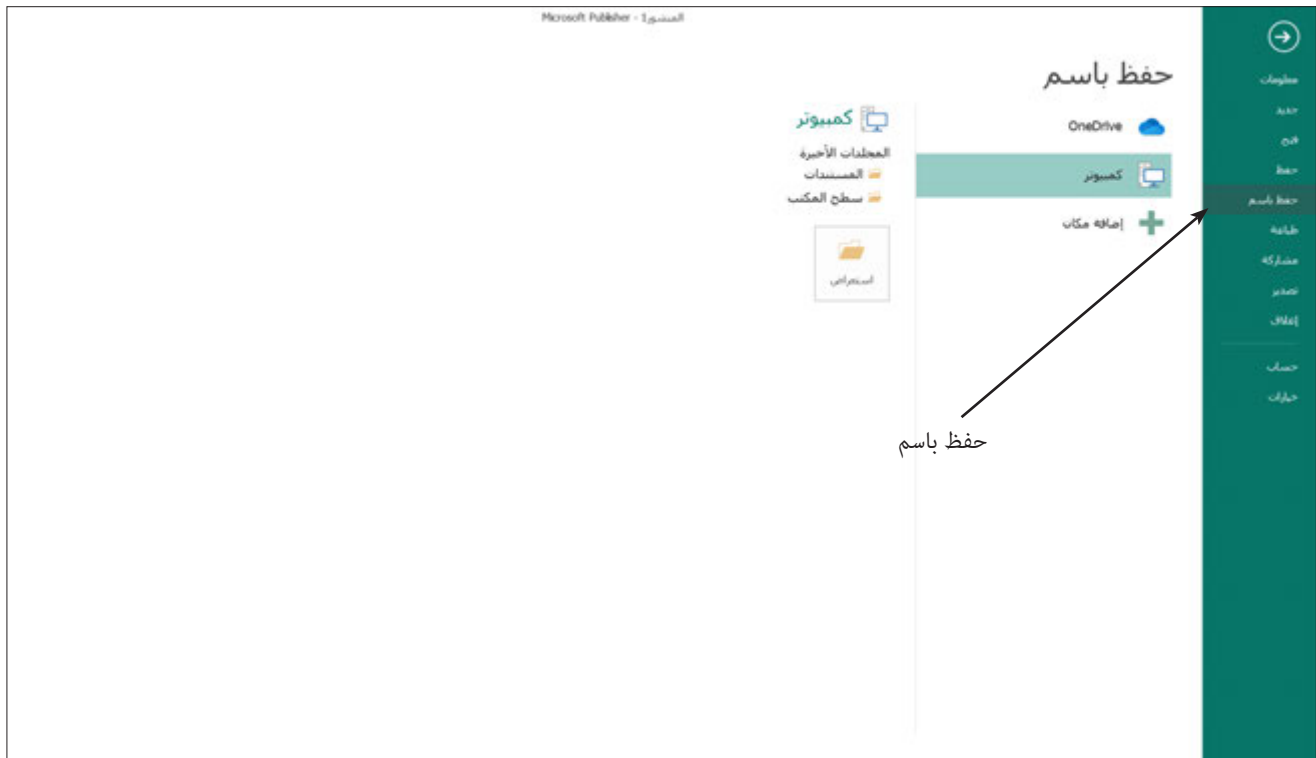 المنشور1 - Microsoft Publisher
معلومات
جديد
فتح
حفظ
حفظ باسم
طباعة
مشاركة
تصدير
إغلاق
حساب
خيارات
حفظ باسم
OneDrive
كمبيوتر
إضافة مكان
كمبيوتر
المجلدات الأخيرة
المستندات
سطح المكتب
استعراض
حفظ باسم